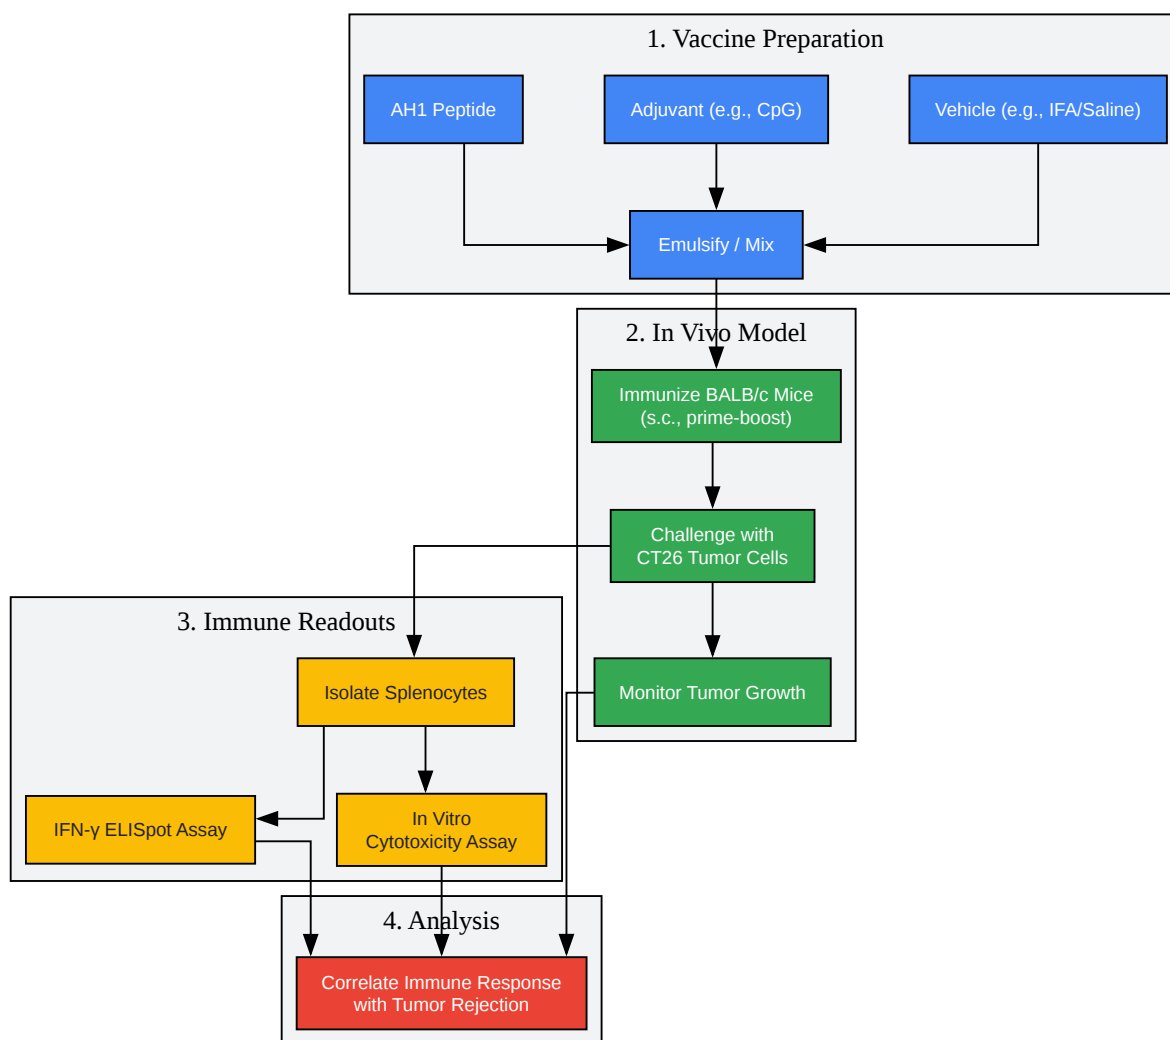 1. Vaccine Preparation
AH1 Peptide
Adjuvant (e.g., CpG)
Vehicle (e.g., IFA/Saline)
Emulsify / Mix
2. In Vivo Model
Immunize BALB/c Mice
(s.c., prime-boost)
Challenge with
CT26 Tumor Cells
3. Immune Readouts
Isolate Splenocytes
Monitor Tumor Growth
IFN-γ ELISpot Assay
In Vitro
Cytotoxicity Assay
4. Analysis
Correlate Immune Response
with Tumor Rejection